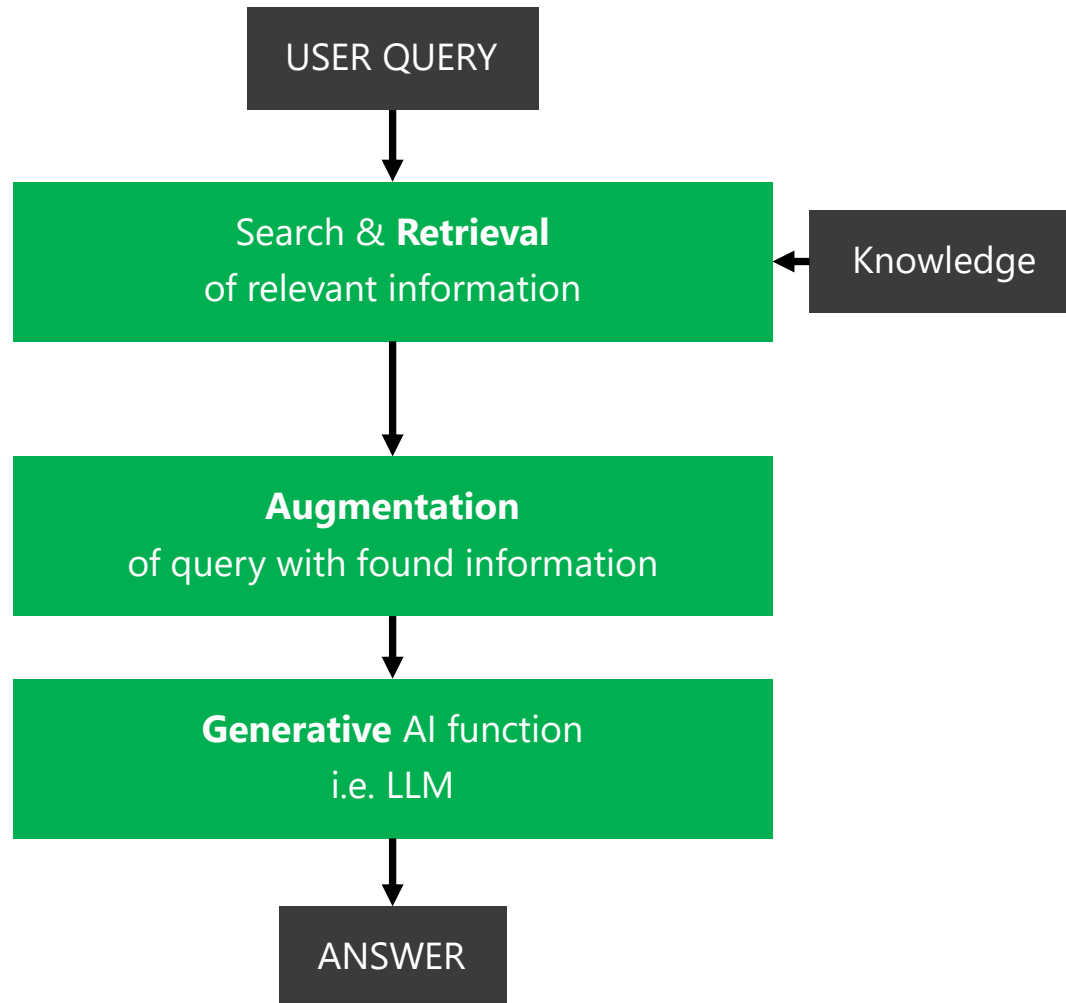 USER QUERY
Search & Retrieval
of relevant information
Knowledge
Augmentation
of query with found information
Generative AI function
i.e. LLM
ANSWER